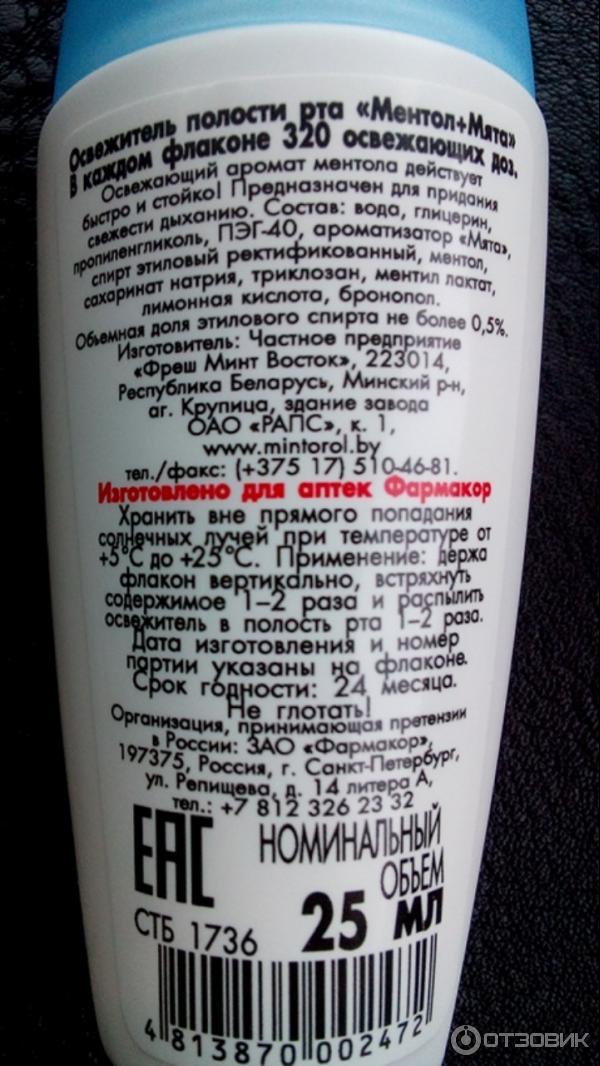 Освежитель полости рта «Ментол+Мята»
В каждом флаконе 320 освежающих доз.
Освежающий аромат ментола действует
быстро и стойко! Предназначен для придания
свежести дыханию. Состав: вода, глицерин,
пропиленгликоль, ПЭГ-40, ароматизатор «Мята»,
спирт этиловый ректификованный, ментол,
сахаринат натрия, триклозан, ментил лактат,
лимонная кислота, бронопол.
Объемная доля этилового спирта не более 0,5%.
Изготовитель: Частное предприятие
«Фреш Минт Восток», 223014,
Республика Беларусь, Минский р-н,
аг. Крупица, здание завода
ОАО «РАПС», к. 1,
www.mintorol.by
тел./факс: (+375 17) 510-46-81.
Изготовлено для аптек Фармакор
Хранить вне прямого попадания
солнечных лучей при температуре от
+5°C до +25°C. Применение: держа
флакон вертикально, встряхнуть
содержимое 1-2 раза и распылить
освежитель в полость рта 1-2 раза.
Дата изготовления и номер
партии указаны на флаконе.
Срок годности: 24 месяца.
Не глотать!
Организация, принимающая претензии
в России: ЗАО «Фармакор»,
197375, Россия, г. Санкт-Петербург,
ул. Репищева, д. 14 литера А,
тел.: +7 812 326 23 32
ЕАС
НОМИНАЛЬНЫЙ
ОБЪЕМ
СТБ 1736
25 мл
4 813870 002472
ОТЗОВИК